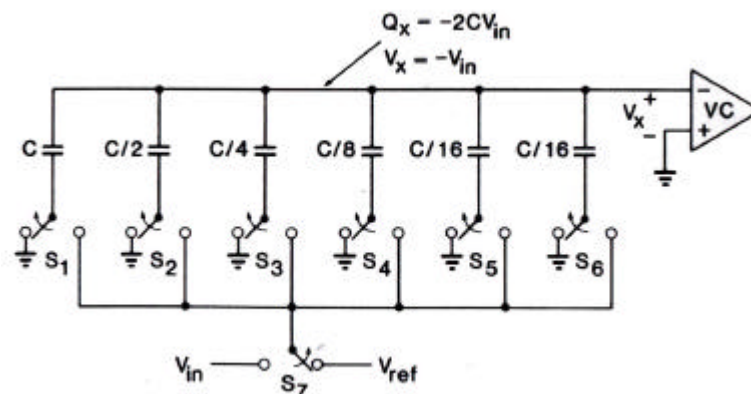 Qx = -2CVin
Vx = -Vin
C C/2 C/4 C/8 C/16 C/16
Vx + − − + VC
S1 S2 S3 S4 S5 S6
Vin S7 Vref